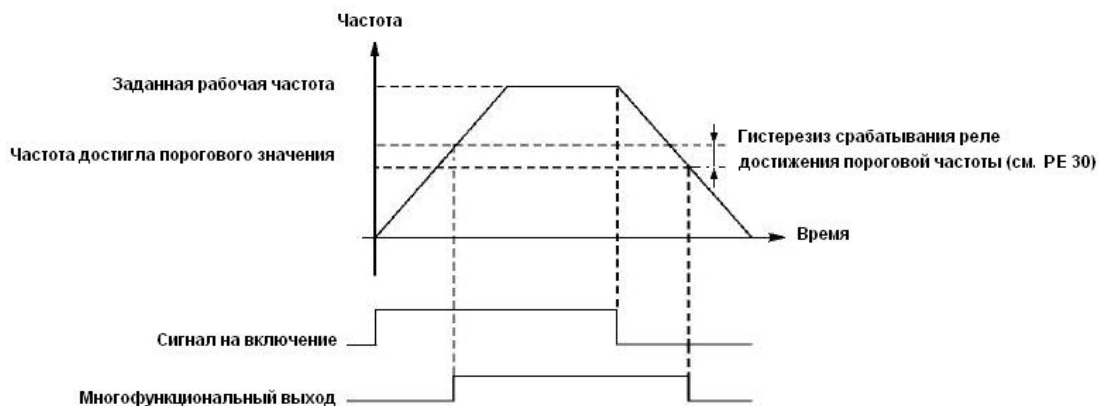 Частота
Заданная рабочая частота
Частота достигла порогового значения
Гистерезиз срабатывания реле
достижения пороговой частоты (см. PE 30)
Время
Сигнал на включение
Многофункциональный выход